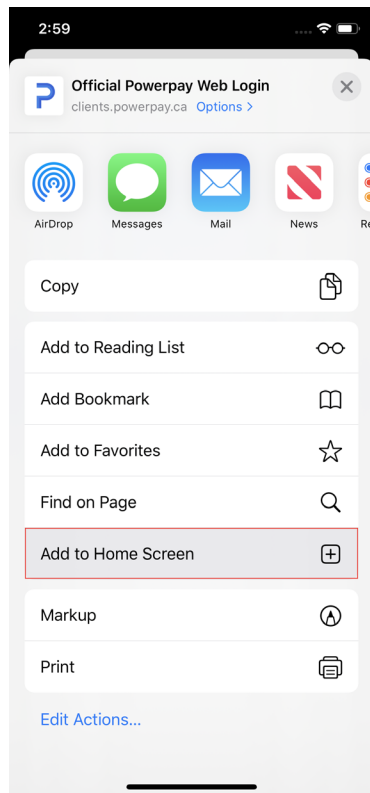 2:59
Official Powerpay Web Login
clients.powerpay.ca Options >
AirDrop Messages Mail News Re
Copy
Add to Reading List
Add Bookmark
Add to Favorites
Find on Page
Add to Home Screen
Markup
Print
Edit Actions...